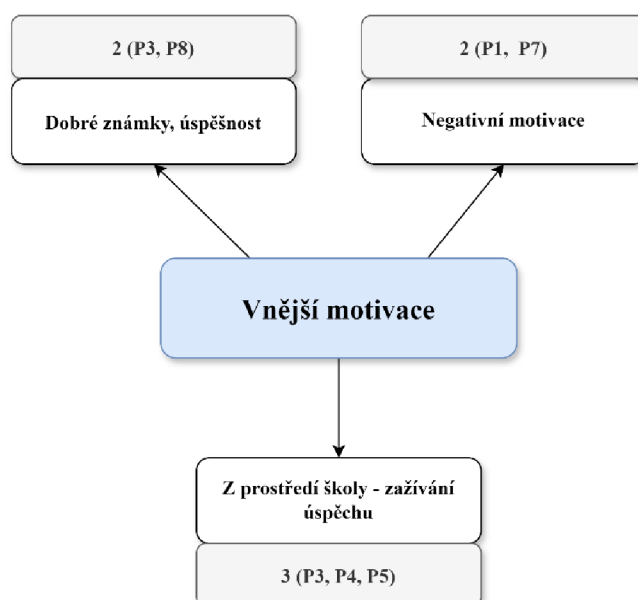 2 (P3, P8)
Dobré známky, úspěšnost
2 (P1, P7)
Negativní motivace
Vnější motivace
Z prostředí školy - zažívání
úspěchu
3 (P3, P4, P5)